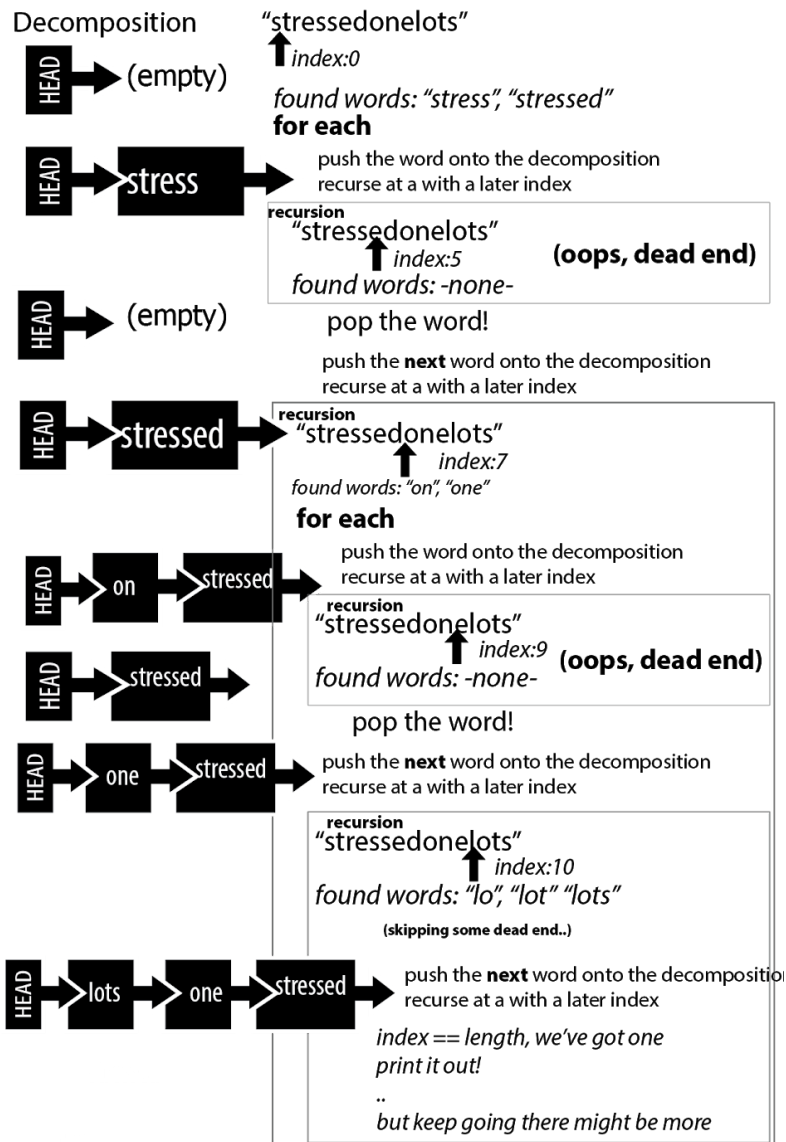 Decomposition
"stressedonelots"
index:0
HEAD
(empty)
found words: "stress", "stressed"
for each
HEAD
stress
push the word onto the decomposition
recurse at a with a later index
recursion
"stressedonelots"
index:5
(oops, dead end)
found words: -none-
HEAD
(empty)
pop the word!
push the next word onto the decomposition
recurse at a with a later index
HEAD
stressed
recursion
"stressedonelots"
index:7
found words: "on", "one"
for each
push the word onto the decomposition
recurse at a with a later index
HEAD
on
stressed
recursion
"stressedonelots"
index:9
(oops, dead end)
found words: -none-
HEAD
stressed
pop the word!
HEAD
one
stressed
push the next word onto the decomposition
recurse at a with a later index
recursion
"stressedonelots"
index:10
found words: "lo", "lot" "lots"
(skipping some dead end..)
HEAD
lots
one
stressed
push the next word onto the decompositio
recurse at a with a later index
index == length, we've got one
print it out!
..
but keep going there might be more